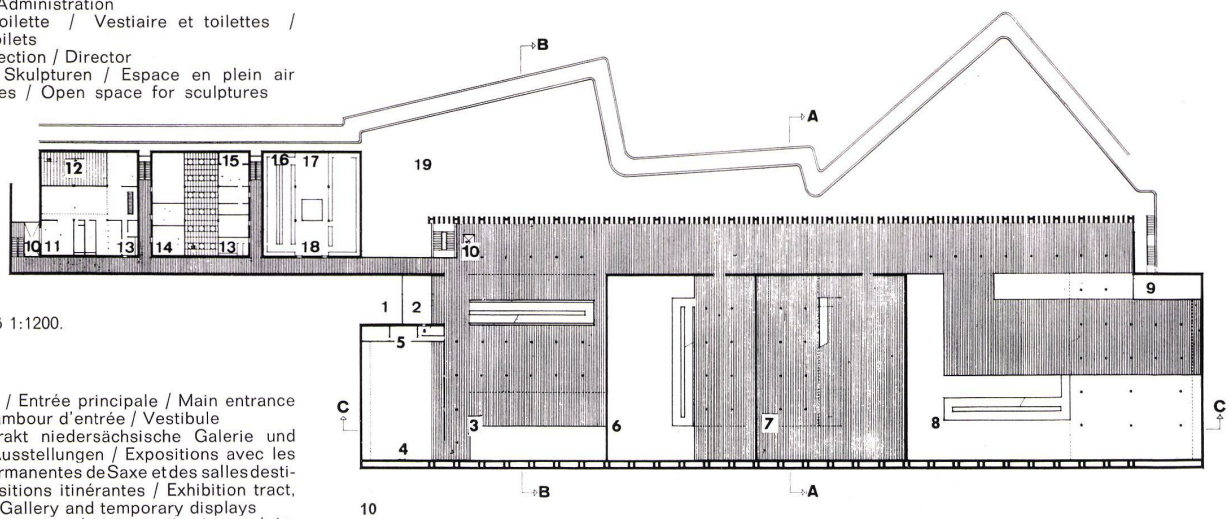 Administration
oilette / Vestiaire et toilettes /
oilets
ection / Director
Skulpturen / Espace en plein air
es / Open space for sculptures
1:1200.
/ Entrée principale / Main entrance
mbour d'entrée / Vestibule
rakt niedersächsische Galerie und
Ausstellungen / Expositions avec les
rmanentes de Saxe et des salles desti-
sitions itinérantes / Exhibition tract,
Gallery and temporary displays
B
A
12
15
16
17
19
10
11
13
14
13
18
10
1
2
9
5
C
3
6
7
8
C
4
B
A
10